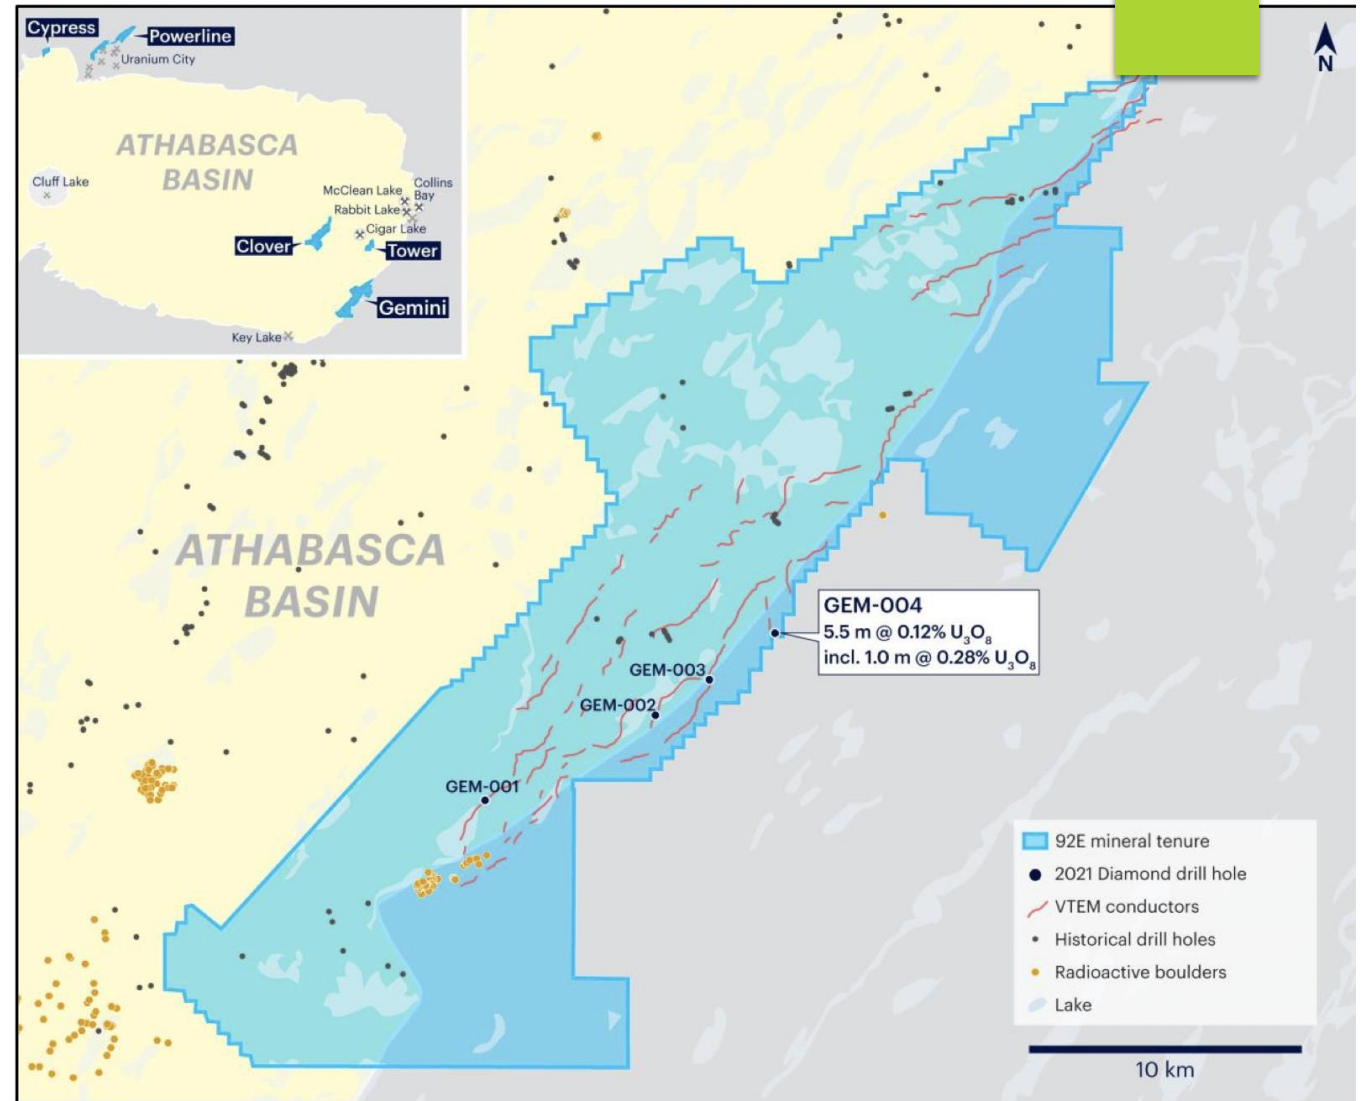 Cypress
Powerline
Uranium City
ATHABASCA
BASIN
Cluff Lake
McClean Lake
Collins
Bay
Rabbit Lake
Cigar Lake
Clover
Tower
Gemini
Key Lake
N
ATHABASCA
BASIN
GEM-004
5.5 m @ 0.12% U₃O₈
incl. 1.0 m @ 0.28% U₃O₈
GEM-003
GEM-002
GEM-001
92E mineral tenure
2021 Diamond drill hole
VTEM conductors
Historical drill holes
Radioactive boulders
Lake
10 km